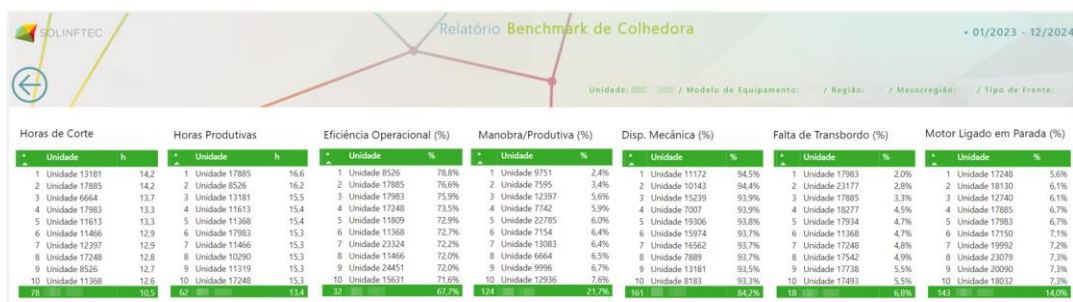 SOLINFTEC
Relatório Benchmark de Colhedora
• 01/2023 - 12/2024
Unidade: / Modelo de Equipamento: / Região: / Mesorregião: / Tipo de Frente:
Horas de Corte
º Unidade h
1 Unidade 13181 14,2
2 Unidade 17885 14,2
3 Unidade 6664 13,7
4 Unidade 17983 13,3
5 Unidade 11613 13,3
6 Unidade 11466 12,9
7 Unidade 12397 12,9
8 Unidade 17248 12,8
9 Unidade 8526 12,7
10 Unidade 11368 12,6
78 10,5
Horas Produtivas
º Unidade h
1 Unidade 17885 16,6
2 Unidade 8526 16,2
3 Unidade 13181 15,5
4 Unidade 11613 15,4
5 Unidade 11368 15,4
6 Unidade 17983 15,3
7 Unidade 11466 15,3
8 Unidade 10290 15,3
9 Unidade 11319 15,3
10 Unidade 17248 15,3
62 13,4
Eficiência Operacional (%)
º Unidade %
1 Unidade 8526 78,8%
2 Unidade 17885 76,6%
3 Unidade 17983 75,9%
4 Unidade 17248 73,5%
5 Unidade 11809 72,9%
6 Unidade 11368 72,7%
7 Unidade 23324 72,2%
8 Unidade 11466 72,0%
9 Unidade 24451 72,0%
10 Unidade 15631 71,6%
32 67,7%
Manobra/Produtiva (%)
º Unidade %
1 Unidade 9751 2,4%
2 Unidade 7595 3,4%
3 Unidade 12397 5,6%
4 Unidade 7742 5,9%
5 Unidade 22785 6,0%
6 Unidade 7154 6,4%
7 Unidade 13083 6,4%
8 Unidade 6664 6,5%
9 Unidade 9996 6,7%
10 Unidade 12936 7,6%
124 21,7%
Disp. Mecânica (%)
º Unidade %
1 Unidade 11172 94,5%
2 Unidade 10143 94,4%
3 Unidade 15239 93,9%
4 Unidade 7007 93,9%
5 Unidade 19306 93,8%
6 Unidade 15974 93,7%
7 Unidade 16562 93,7%
8 Unidade 7889 93,7%
9 Unidade 13181 93,5%
10 Unidade 8183 93,3%
161 84,2%
Falta de Transbordo (%)
º Unidade %
1 Unidade 17983 2,0%
2 Unidade 23177 2,8%
3 Unidade 17885 3,3%
4 Unidade 18277 4,5%
5 Unidade 17934 4,7%
6 Unidade 11368 4,7%
7 Unidade 17248 4,8%
8 Unidade 17542 4,9%
9 Unidade 17738 5,5%
10 Unidade 17493 5,5%
18 6,8%
Motor Ligado em Parada (%)
º Unidade %
1 Unidade 17248 5,6%
2 Unidade 18130 6,1%
3 Unidade 12740 6,1%
4 Unidade 17885 6,7%
5 Unidade 17983 6,7%
6 Unidade 17150 7,1%
7 Unidade 19992 7,2%
8 Unidade 23079 7,3%
9 Unidade 20090 7,3%
10 Unidade 18032 7,3%
143 14,0%